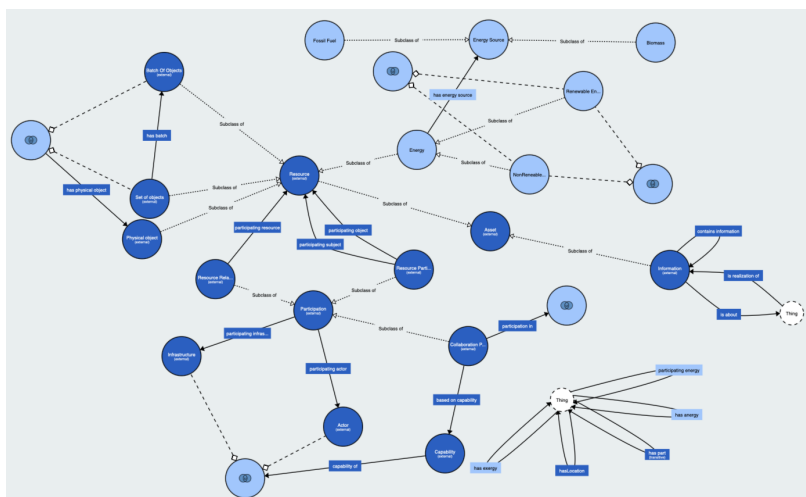 Fossil Fuel
Subclass of
Energy Source
Subclass of
Biomass
Batch Of Objects
(external)
has energy source
Renewable En...
has batch
Subclass of
Subclass of
Energy
Subclass of
Subclass of
NonRenewable...
Resource
(external)
has physical object
Set of objects
(external)
Subclass of
Subclass of
Subclass of
Physical object
(external)
participating resource
participating object
participating subject
Asset
(external)
contains information
Subclass of
Information
(external)
is realization of
Resource Rela...
(external)
Resource Parti...
(external)
Subclass of
Subclass of
is about
Thing
Participation
(external)
participating infras...
Subclass of
participation in
Infrastructure
(external)
Collaboration P...
(external)
participating actor
participating energy
based on capability
Thing
has exergy
Actor
(external)
Capability
(external)
has part
(functional)
has energy
hasLocation
capability of